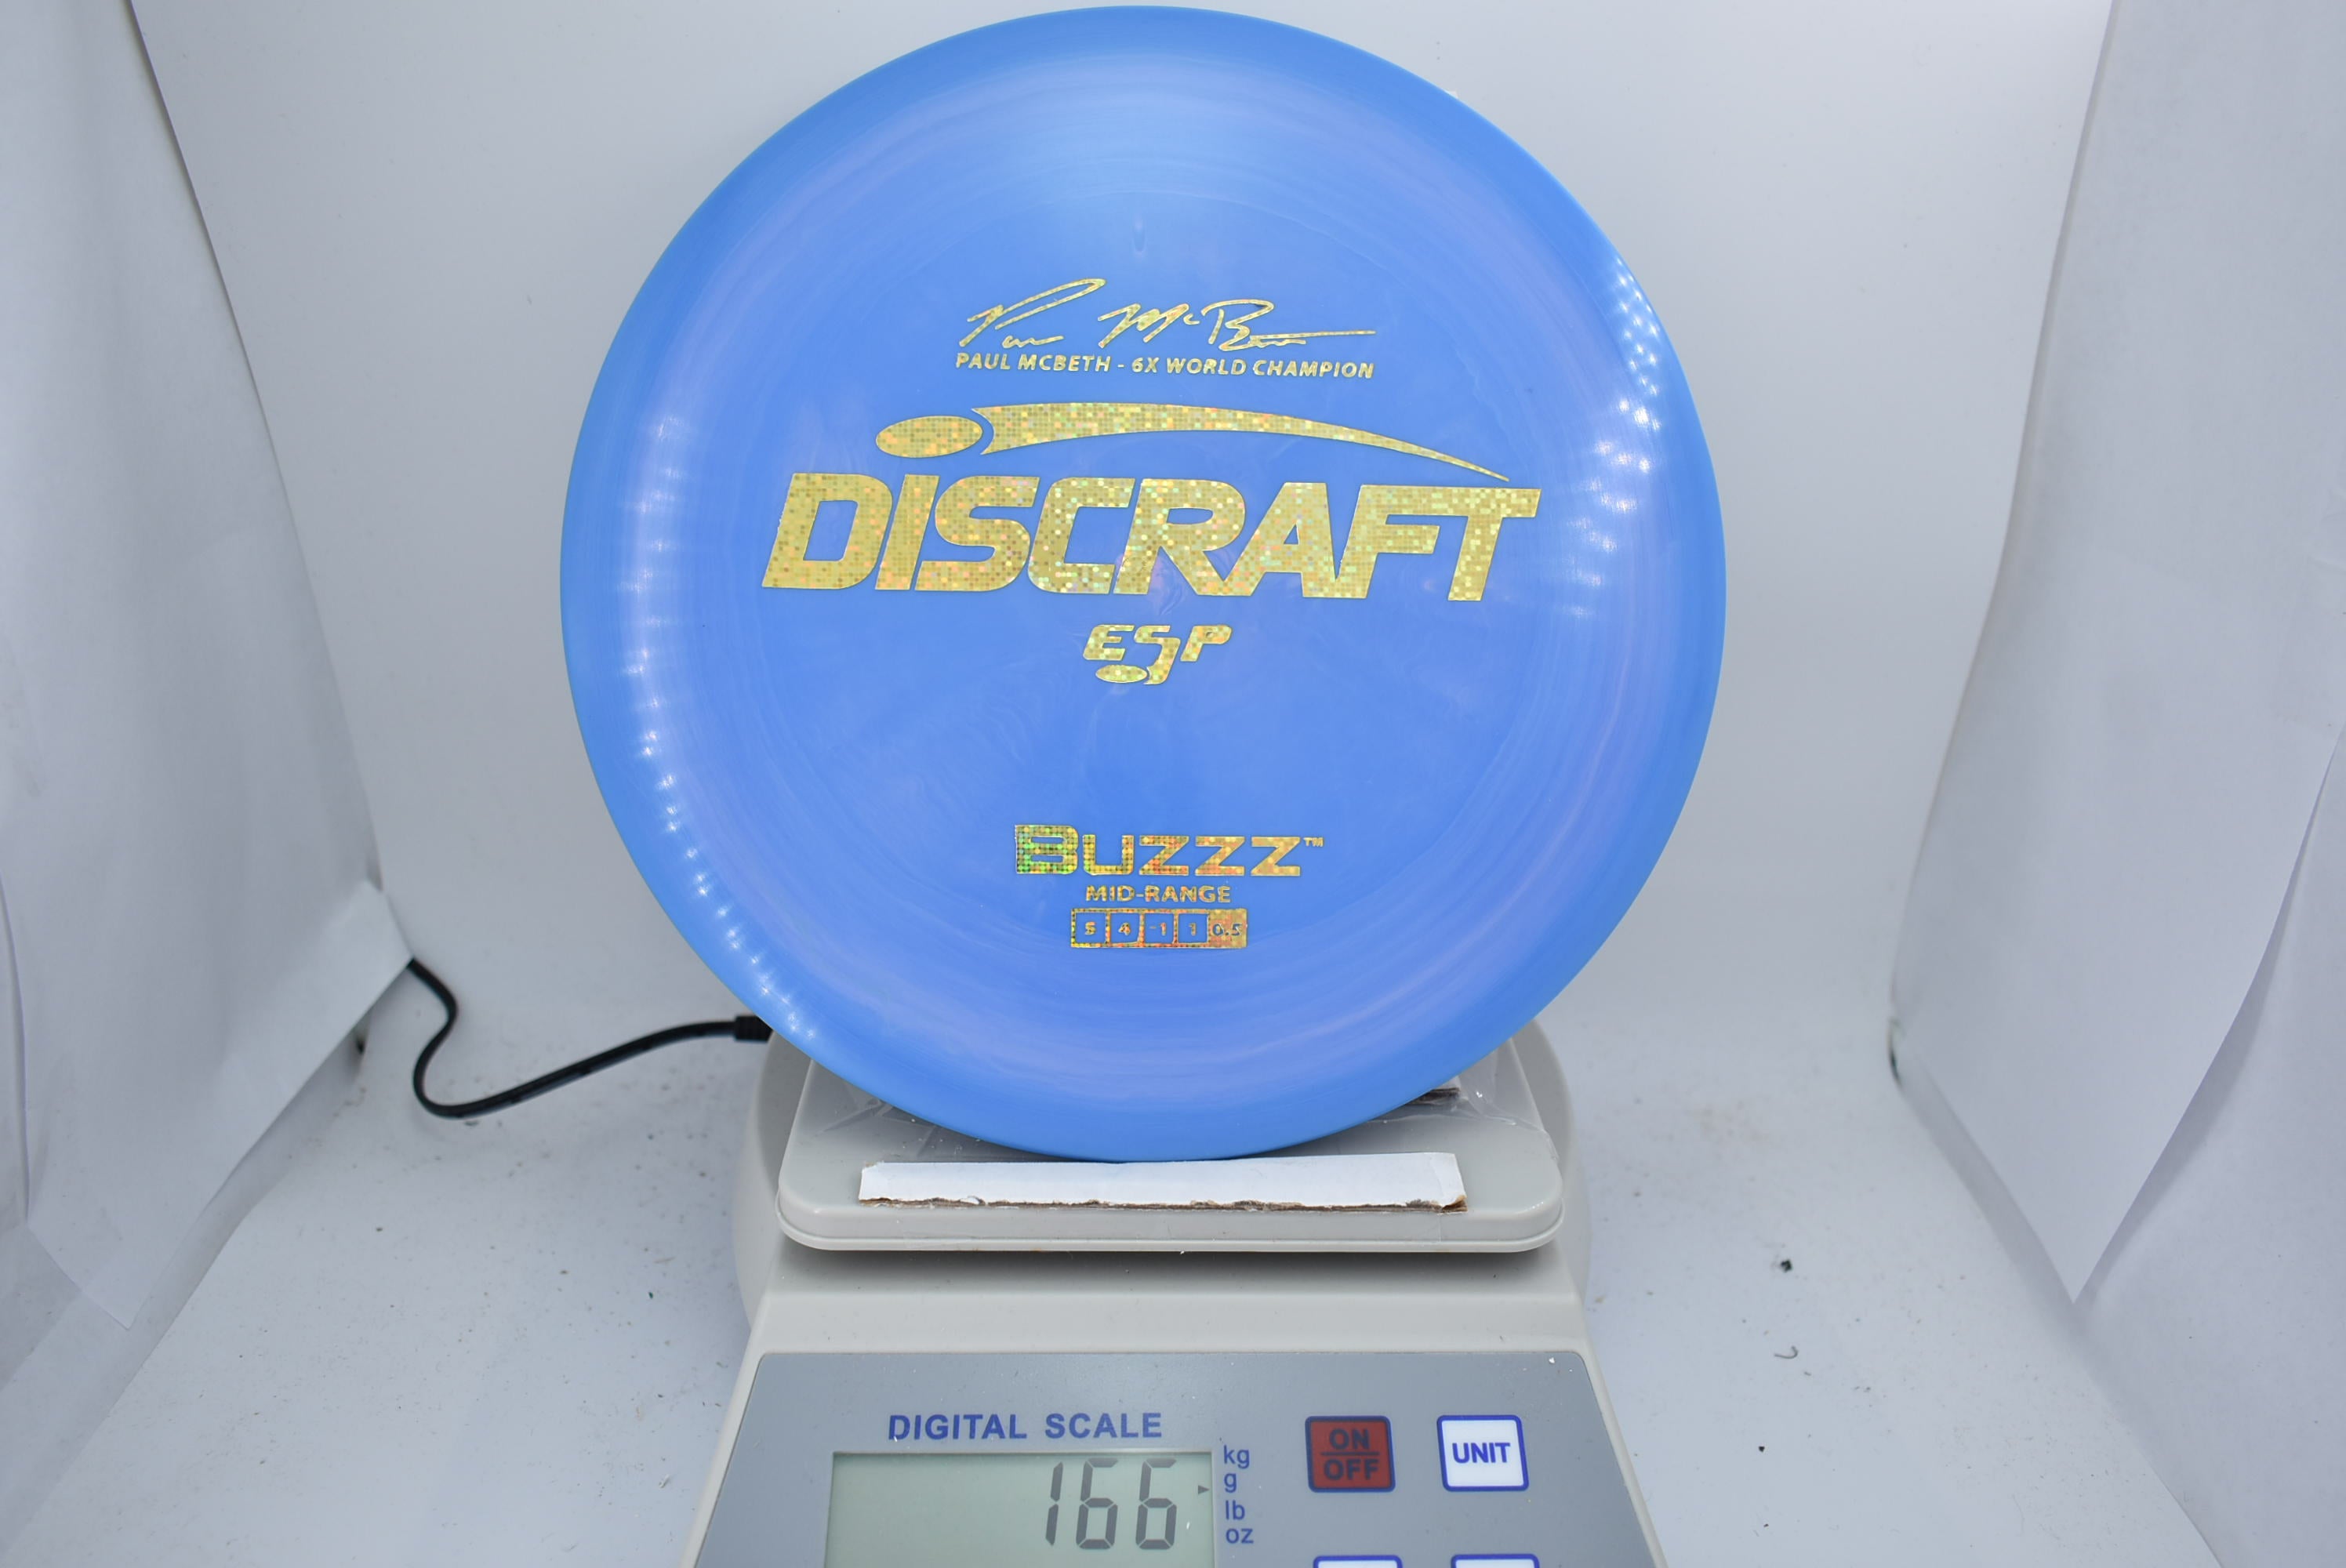 Paul McBeth
PAUL MCBETH - 6X WORLD CHAMPION
DISCRAFT
ESP
BUZZZ™
MID-RANGE
5 4 -1 1 0.5
DIGITAL SCALE
ON
OFF
UNIT
166
kg
g
lb
oz